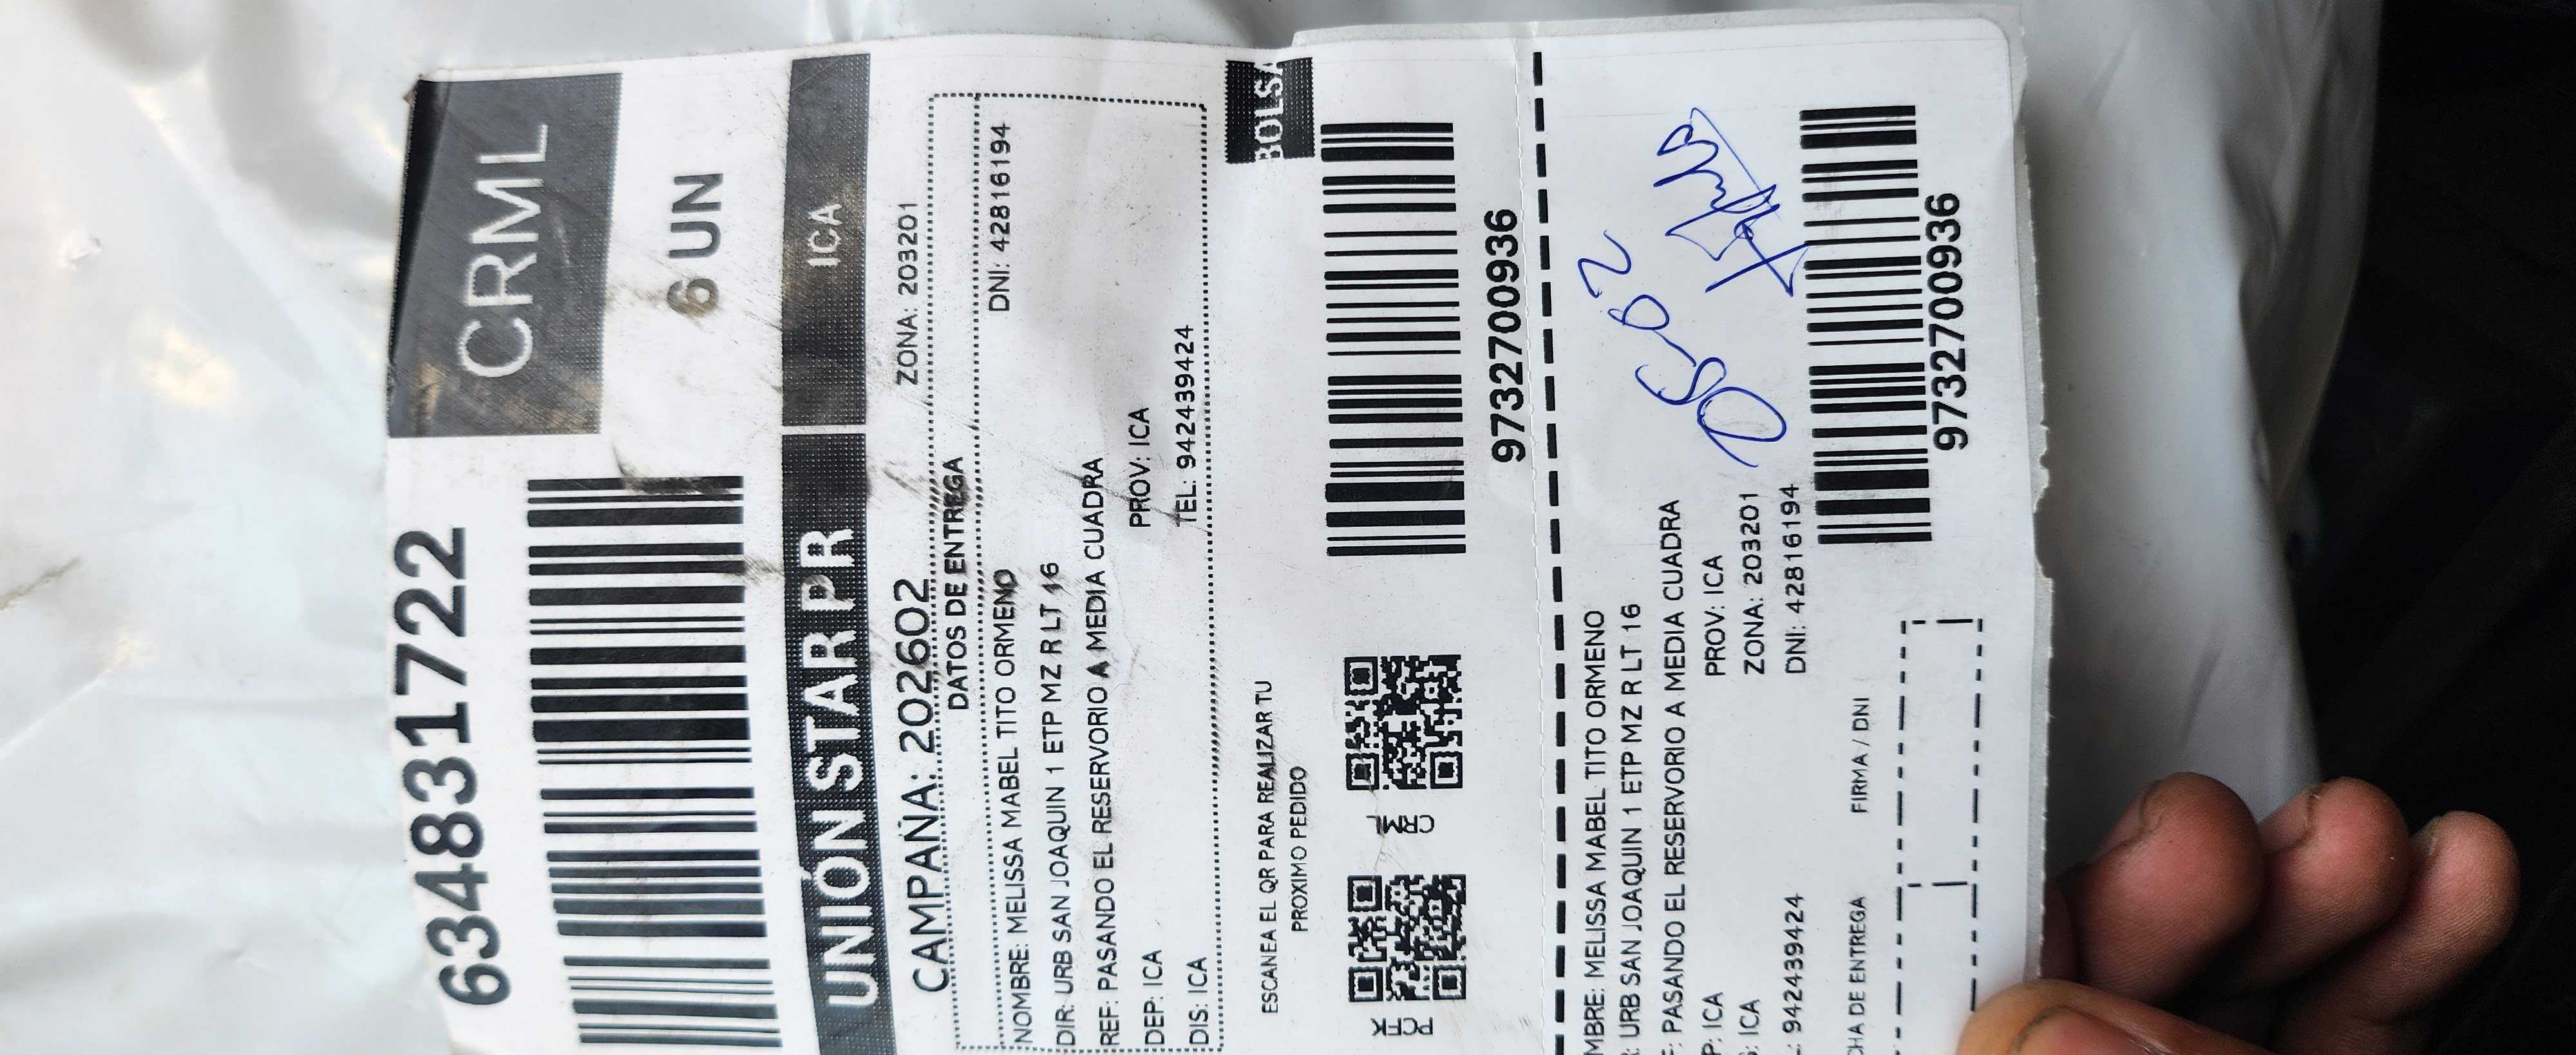 6348831722
CRML
6 UN
UNIÓN STAR PR
ICA
CAMPAÑA: 202602
ZONA: 203201
DATOS DE ENTREGA
NOMBRE: MELISSA MABEL TITO ORMENO
DNI: 42816194
DIR: URB SAN JOAQUIN 1 ETP MZ R LT 16
REF: PASANDO EL RESERVORIO A MEDIA CUADRA
DEP: ICA
PROV: ICA
DIS: ICA
TEL: 942439424
BOLSA
ESCANEA EL QR PARA REALIZAR TU
PROXIMO PEDIDO
9732700936
MBRE: MELISSA MABEL TITO ORMENO
: URB SAN JOAQUIN 1 ETP MZ R LT 16
F: PASANDO EL RESERVORIO A MEDIA CUADRA
P: ICA
PROV: ICA
S: ICA
ZONA: 203201
L: 942439424
DNI: 42816194
CHA DE ENTREGA
FIRMA / DNI
9732700936